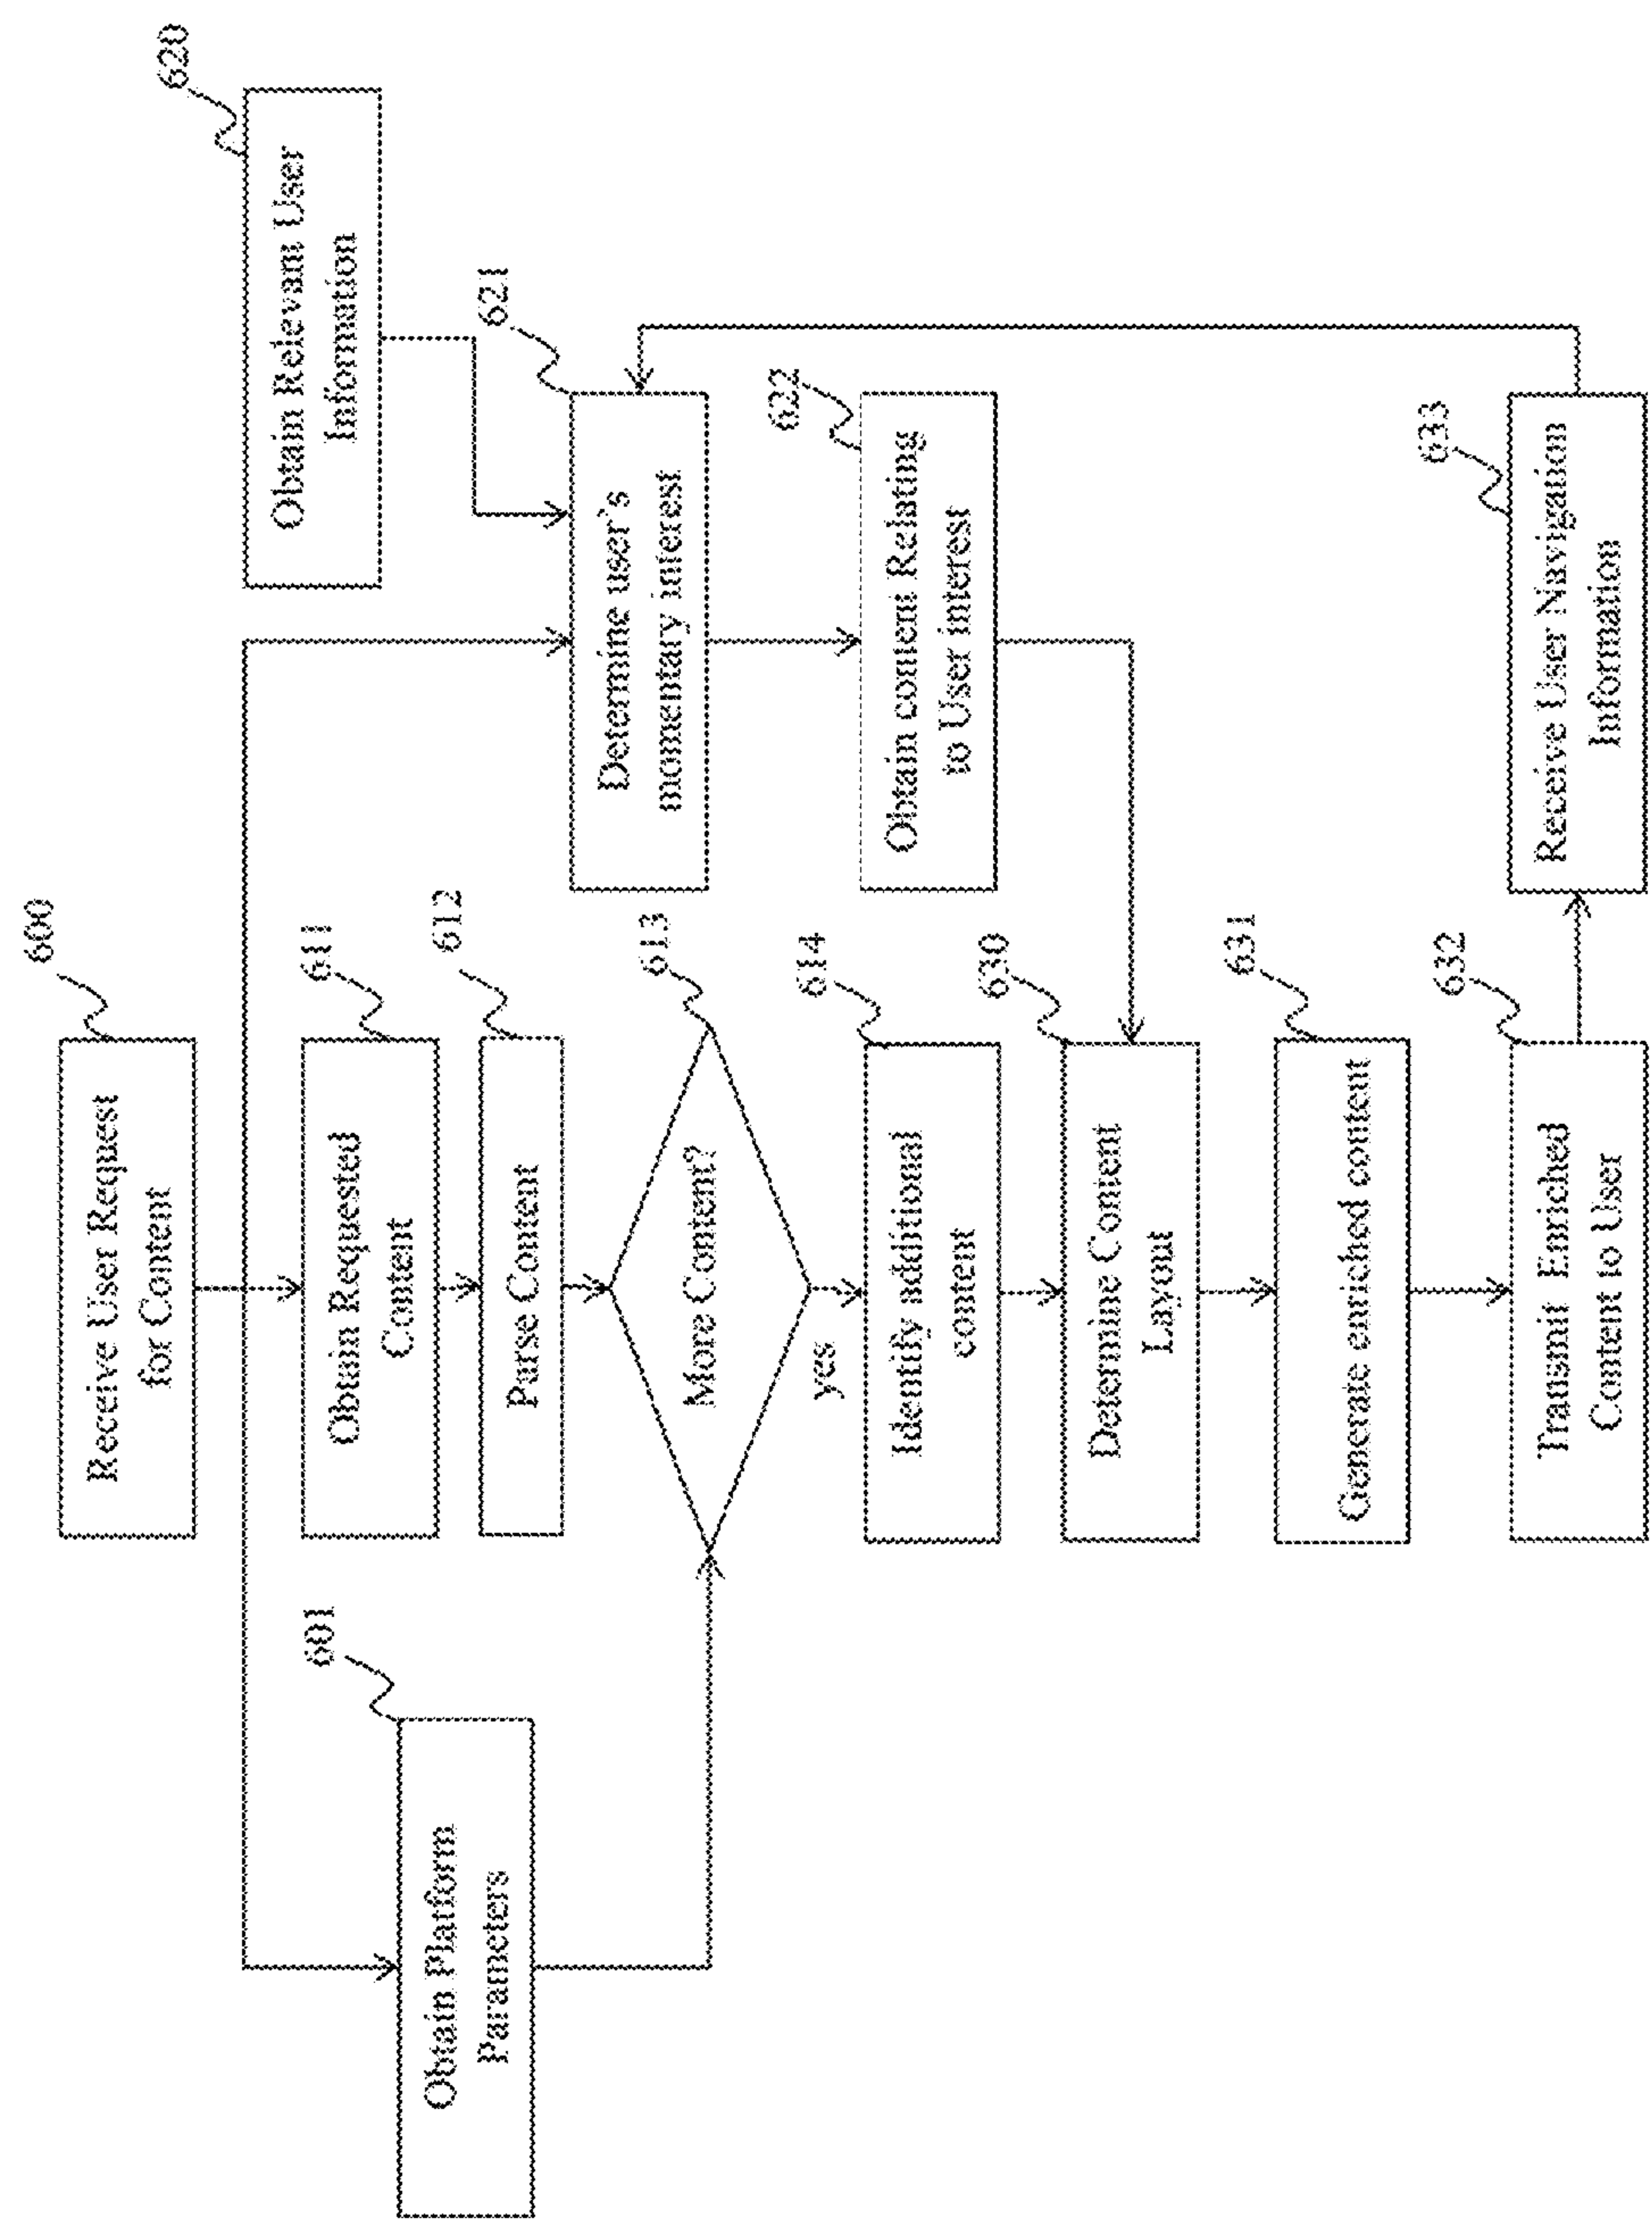 600
Receive User Request
for Content
620
Obtain Relevant User
Information
601
Obtain Platform
Parameters
611
Obtain Requested
Content
612
Parse Content
621
Determine user's
momentary interest
613
More Content?
yes
622
Obtain content Relating
to User interest
614
Identify additional
content
630
Determine Content
Layout
631
Generate enriched content
632
Transmit Enriched
Content to User
633
Receive User Navigation
Information